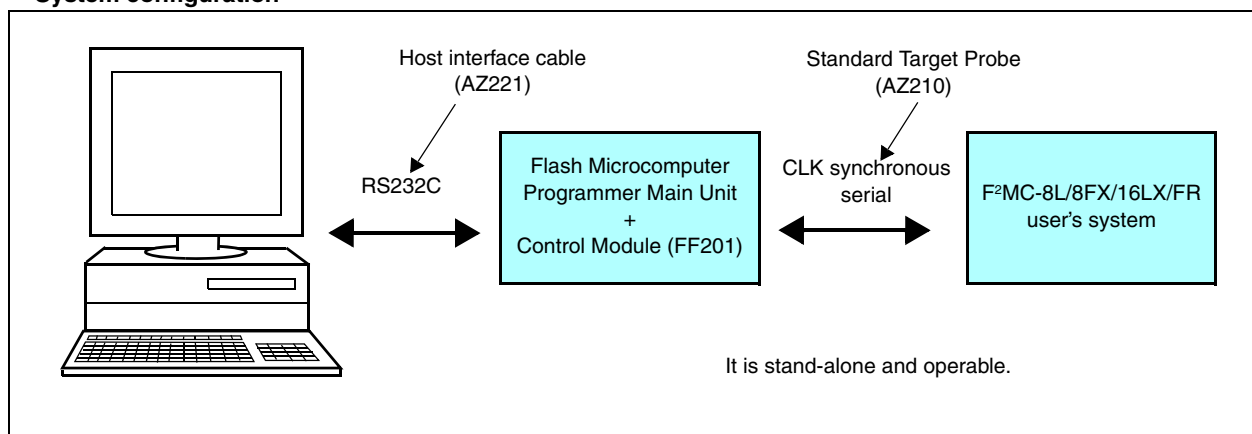 System configuration
Host interface cable
(AZ221)
Standard Target Probe
(AZ210)
RS232C
Flash Microcomputer
Programmer Main Unit
+
Control Module (FF201)
CLK synchronous
serial
F²MC-8L/8FX/16LX/FR
user's system
It is stand-alone and operable.